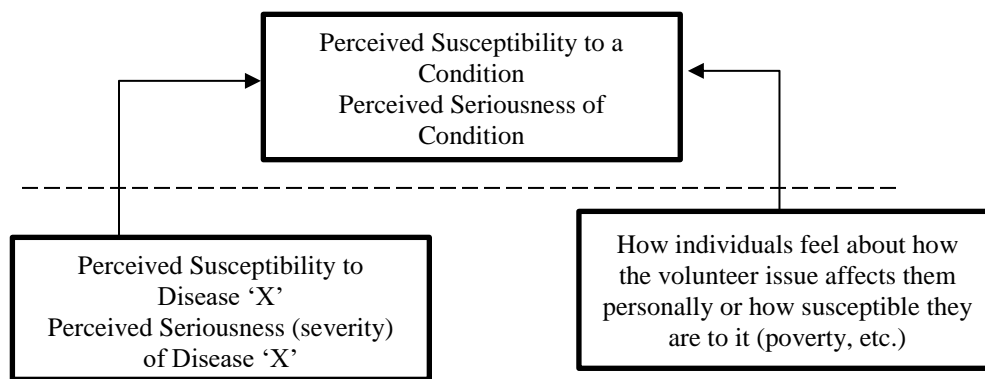 Perceived Susceptibility to a
Condition
Perceived Seriousness of
Condition
Perceived Susceptibility to
Disease ‘X’
Perceived Seriousness (severity)
of Disease ‘X’
How individuals feel about how
the volunteer issue affects them
personally or how susceptible they
are to it (poverty, etc.)